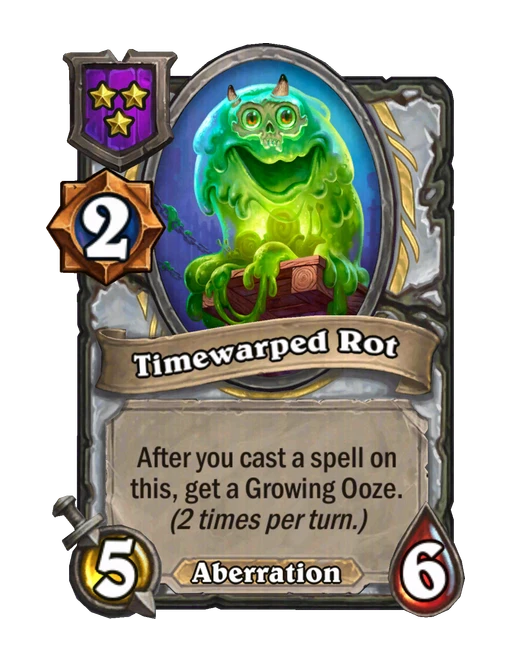 2
Timewarped Rot
After you cast a spell on
this, get a Growing Ooze.
(2 times per turn.)
5
Aberration
6